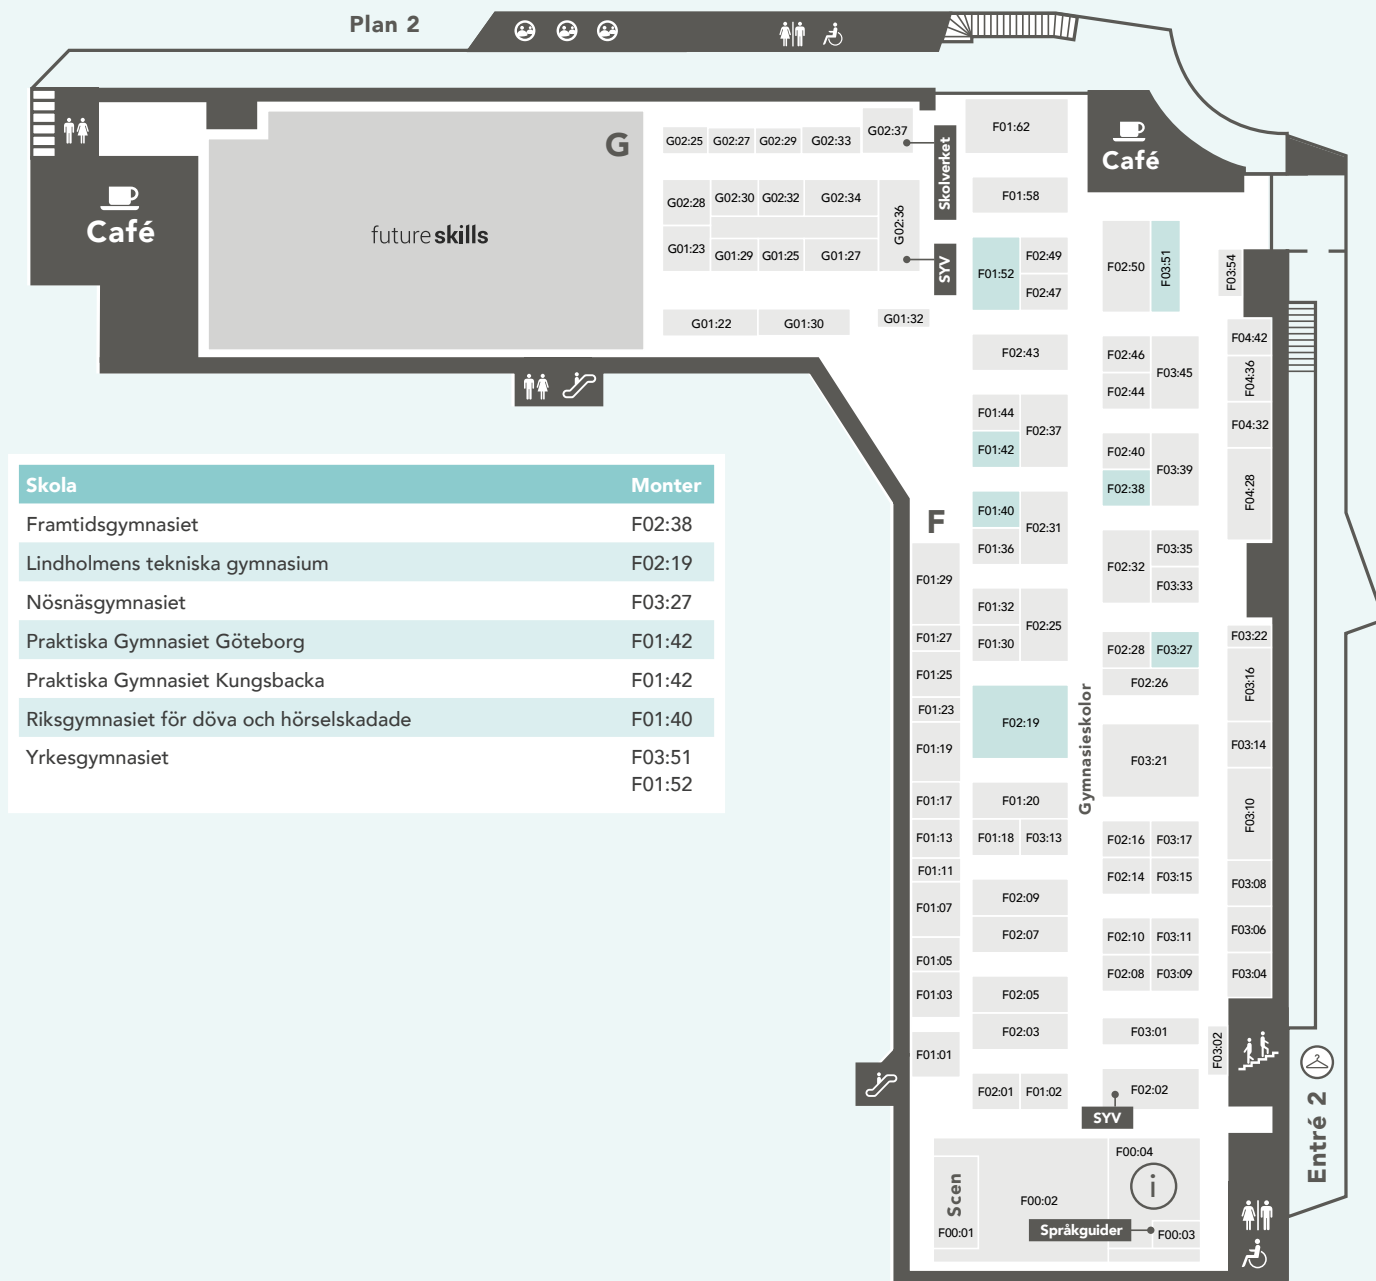 Plan 2
G
futureskills
Café
Café
Skolverket
SYV
G02:25 G02:27 G02:29 G02:33 G02:37
G02:28 G02:30 G02:32 G02:34 G02:36
G01:23 G01:29 G01:25 G01:27
G01:22 G01:30 G01:32
F01:62
F01:58
F01:52 F02:49
F02:47
F02:50 F03:51
F03:54
F02:43
F02:46 F03:45
F02:44
F04:42
F04:36
F04:32
F04:28
F01:44 F02:37
F01:42
F02:40 F03:39
F02:38
F01:40 F02:31
F01:36
F02:32 F03:35
F03:33
F
F01:32 F02:25
F01:30
F02:28 F03:27
F02:26
F02:19
Gymnasieskolor
F03:21
F01:29
F01:27
F01:25
F01:23
F01:19
F01:17
F01:13
F01:11
F01:07
F01:05
F01:03
F01:01
F03:22
F03:16
F03:14
F03:10
F03:08
F03:06
F03:04
F01:20
F01:18 F03:13
F02:16 F03:17
F02:14 F03:15
F02:09
F02:07
F02:10 F03:11
F02:08 F03:09
F02:05
F02:03
F03:01
F03:02
F02:01 F01:02
F02:02
SYV
F00:04
i
Scen
F00:02
F00:01
Språkguider
F00:03
Entré 2
Skola Monter
Framtidsgymnasiet F02:38
Lindholmens tekniska gymnasium F02:19
Nösnäsgymnasiet F03:27
Praktiska Gymnasiet Göteborg F01:42
Praktiska Gymnasiet Kungsbacka F01:42
Riksgymnasiet för döva och hörselskadade F01:40
Yrkesgymnasiet F03:51
F01:52